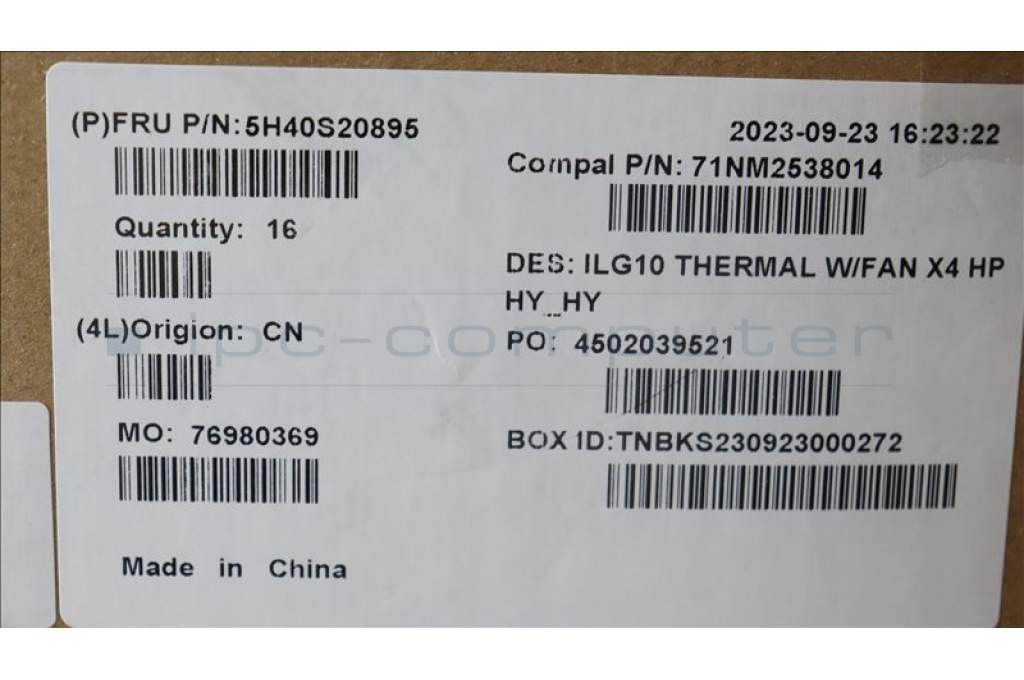 (P)FRU P/N:5H40S20895
Quantity: 16
(4L)Origion: CN
MO: 76980369
Made in China
2023-09-23 16:23:22
Compal P/N: 71NM2538014
DES: ILG10 THERMAL W/FAN X4 HP
HY_HY
PO: 4502039521
BOX ID:TNBKS230923000272
ipc-computer